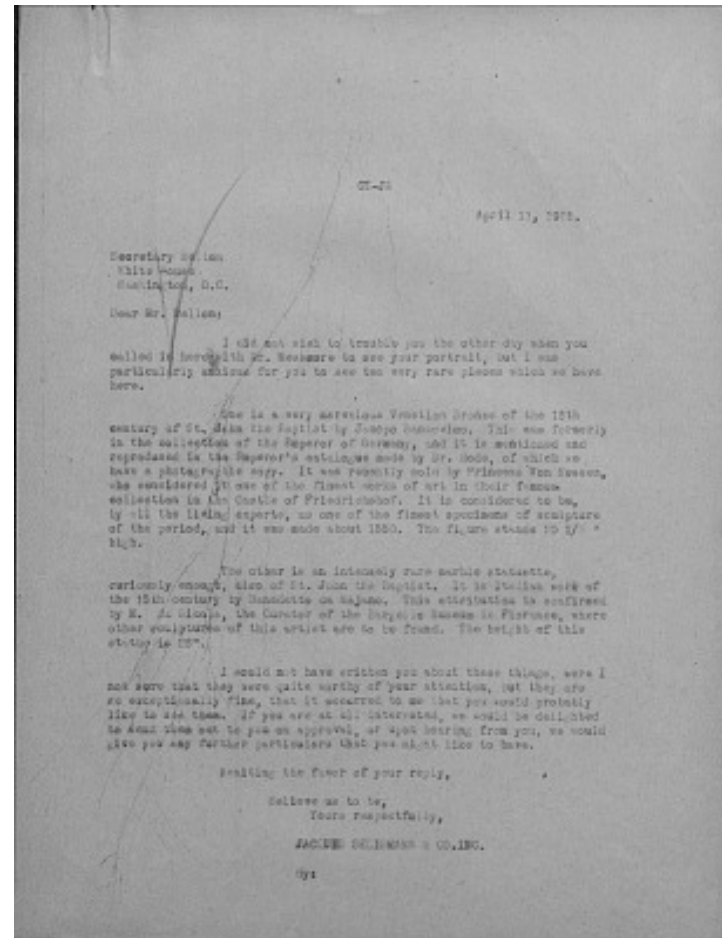 April
Secretary Mellon
White House
Washington, D.C.
Dear Mr. Mellon;
I did not wish to trouble you the other day when you
called in here with Mr. to see your portrait, but I was
particularly anxious for you to see two very rare pieces which we have
here.
One is a very marvelous Venetian Bronze of the
century of St. John the Baptist by Jacopo Sansovino. This was formerly
in the collection of the Emperor of Germany, and it is mentioned and
reproduced in the Emperor's catalogue made by Dr. Bode, of which we
have a photographic copy. It was recently sold by Princess Von Hessen,
who considered it one of the finest works of art in their famous
collection in the Castle of Friedrichshof. It is considered to be,
by all the living experts, as one of the finest specimens of sculpture
of the period, and it was made about 1550. The figure stands
high.
The other is an intensely rare marble statuette,
curiously enough, also of St. John the Baptist. It is Italian work of
the 15th century by Benedetto da Majano. This attribution is confirmed
by the Curator of the Bargello Museum in Florence, where
other sculptures of this artist are to be found. The height of this
statue is
I would not have written you about these things, were I
not sure that they were quite worthy of your attention, but they are
so exceptionally fine, that it occurred to me that you would probably
like to see them. If you are at all interested, we would be delighted
to send them out to you on approval, or upon hearing from you, we would
give you any further particulars that you might like to have.
Awaiting the favor of your reply,
Believe us to be,
Yours respectfully,
JACQUES SELIGMANN & CO.INC.
By: